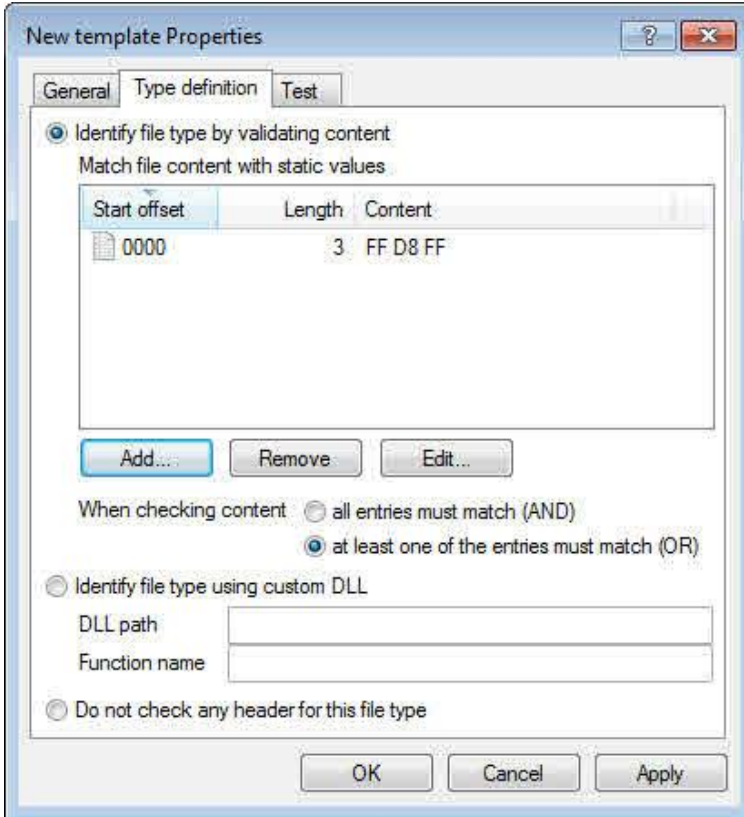 New template Properties
General Type definition Test
Identify file type by validating content
Match file content with static values
Start offset Length Content
0000 3 FF D8 FF
Add... Remove Edit...
When checking content all entries must match (AND)
at least one of the entries must match (OR)
Identify file type using custom DLL
DLL path
Function name
Do not check any header for this file type
OK Cancel Apply